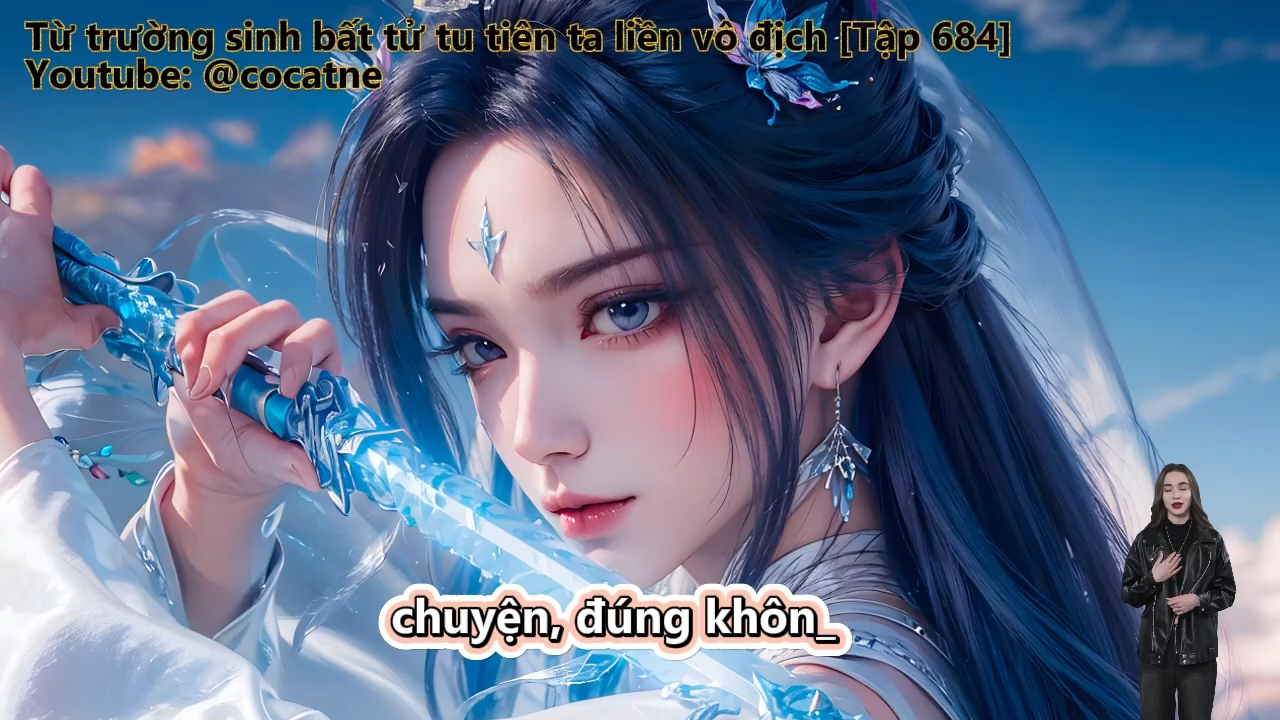 Từ trường sinh bất tử tu tiên ta liền vô địch [Tập 684]
Youtube: @cocatne
chuyện, đúng khôn_